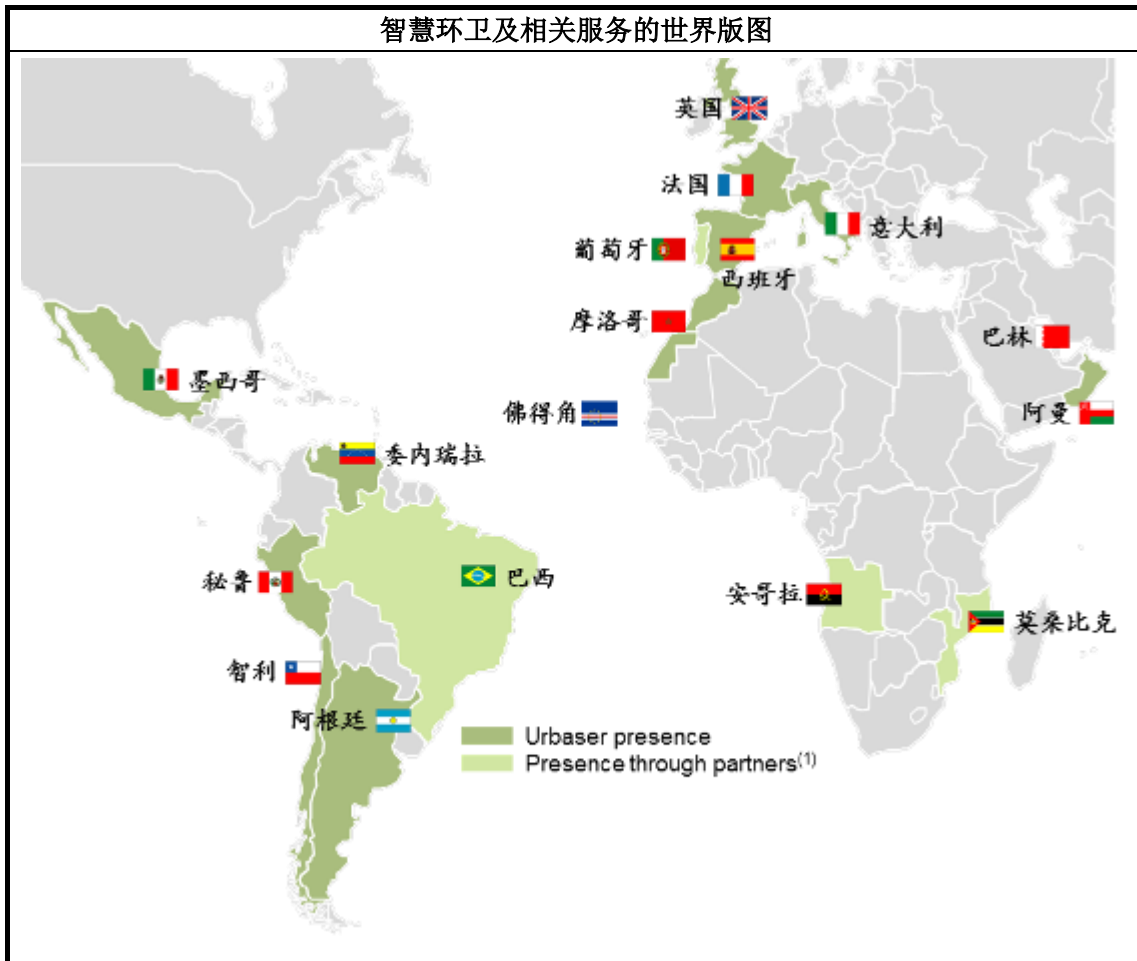 智慧环卫及相关服务的世界版图
英国
法国
意大利
葡萄牙
西班牙
摩洛哥
巴林
墨西哥
佛得角
阿曼
委内瑞拉
秘鲁
巴西
安哥拉
莫桑比克
智利
阿根廷
Urbaser presence
Presence through partners(1)